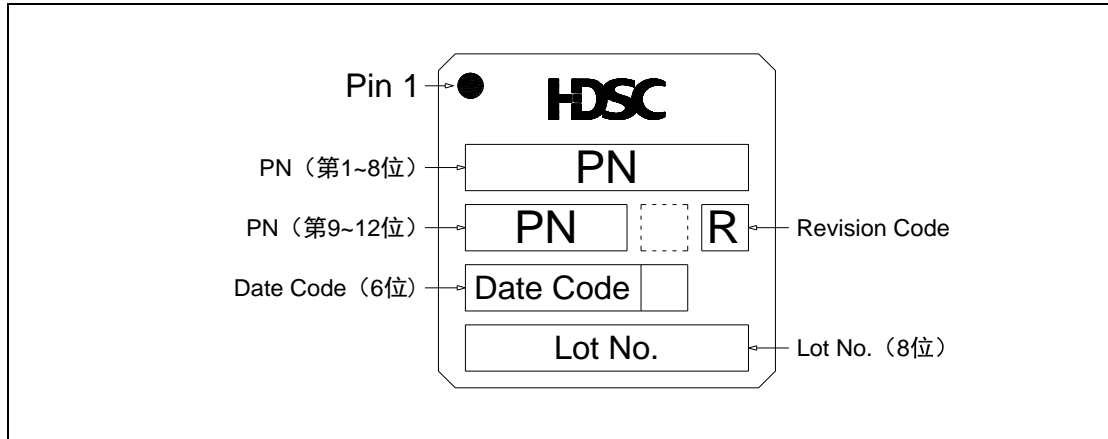 Pin 1
HDSC
PN（第1~8位）
PN
PN（第9~12位）
PN
R
Revision Code
Date Code（6位）
Date Code
Lot No.
Lot No.（8位）